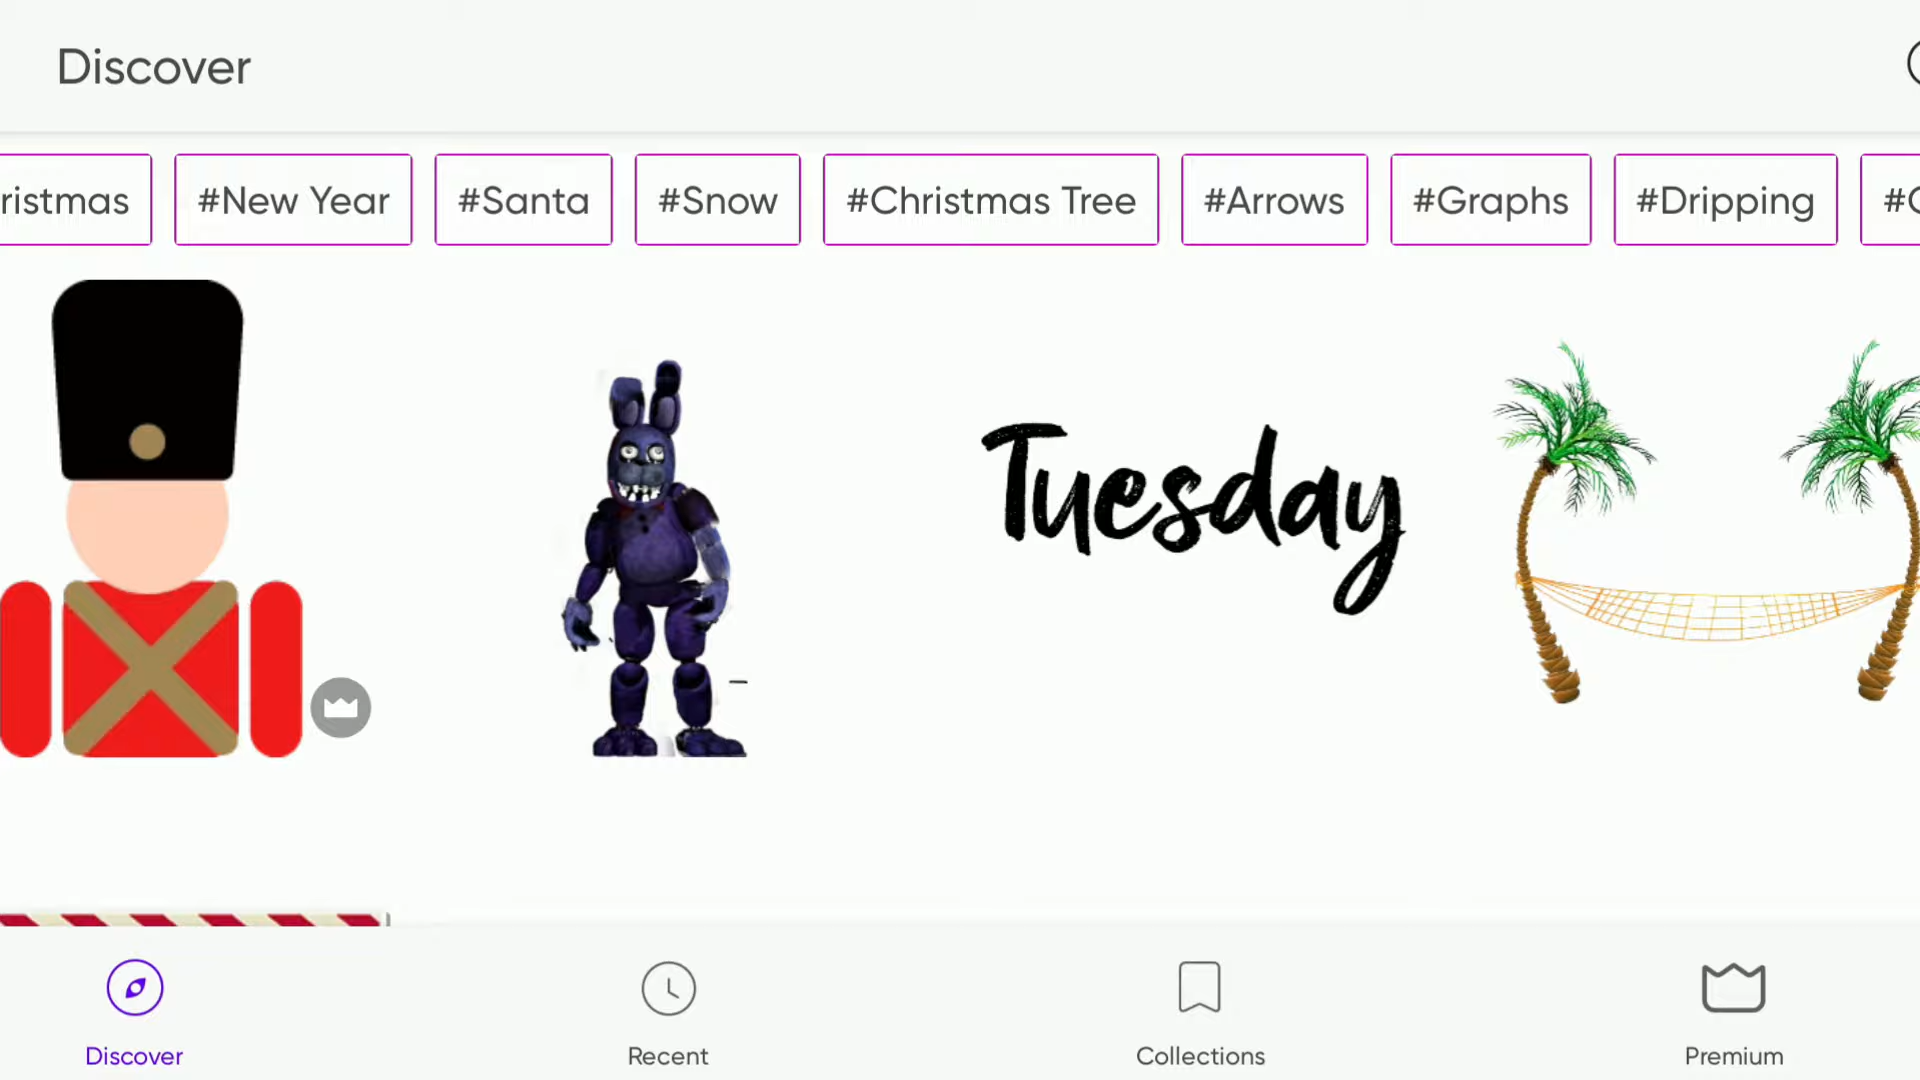 Discover
ristmas #New Year #Santa #Snow #Christmas Tree #Arrows #Graphs #Dripping #
Tuesday
Discover Recent Collections Premium